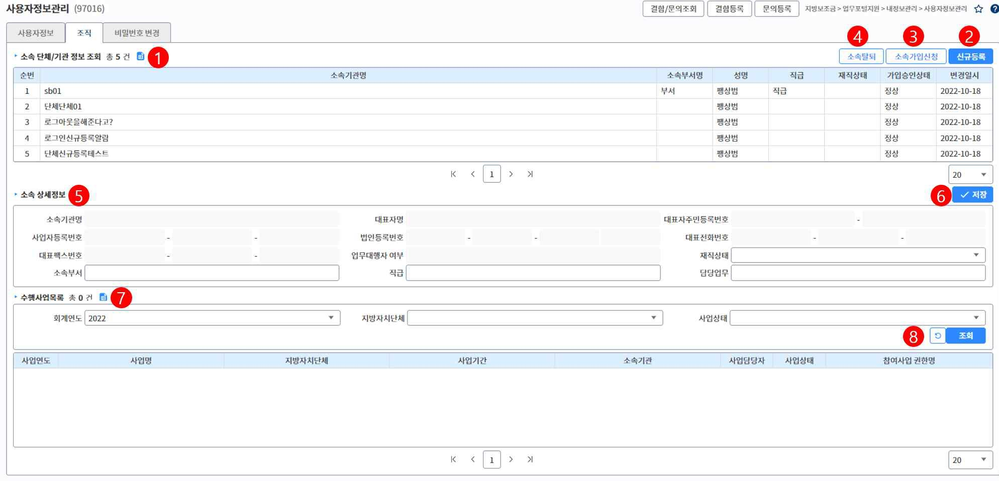 사용자정보관리 (97016) 결함/문의조회 결함등록 문의등록 지방보조금 > 업무포털지원 > 내정보관리 > 사용자정보관리 ?
사용자정보 조직 비밀번호 변경
4 3 2
소속 단체/기관 정보 조회 총 5 건 1 소속탈퇴 소속가입신청 신규등록
순번 소속기관명 소속부서명 성명 직급 재직상태 가입승인상태 변경일시
1 sb01 부서 팽상범 직급 정상 2022-10-18
2 단체단체01 팽상범 정상 2022-10-18
3 로그아웃을해준다고? 팽상범 정상 2022-10-18
4 로그인신규등록알람 팽상범 정상 2022-10-18
5 단체신규등록테스트 팽상범 정상 2022-10-18
1 20
소속 상세정보 5 6 저장
소속기관명 대표자명 대표자주민등록번호 -
사업자등록번호 - - 법인등록번호 - - 대표전화번호 - -
대표팩스번호 - - 업무대행자 여부 재직상태
소속부서 직급 담당업무
수행사업목록 총 0 건 7
회계연도 2022 지방자치단체 사업상태
8 조회
사업연도 사업명 지방자치단체 사업기간 소속기관 사업담당자 사업상태 참여사업 권한명
1 20